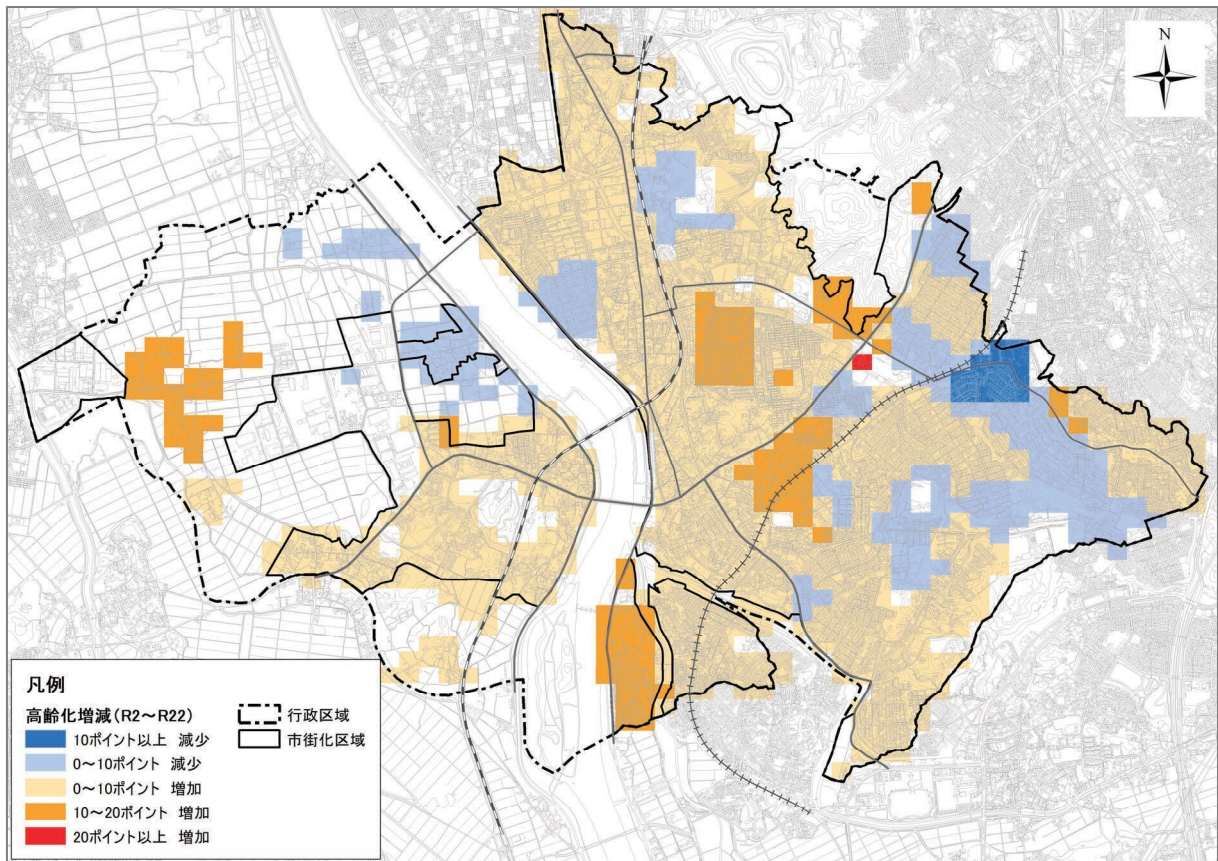 N
凡例
高齢化増減(R2～R22)
10ポイント以上 減少
0～10ポイント 減少
0～10ポイント 増加
10～20ポイント 増加
20ポイント以上 増加
行政区域
市街化区域